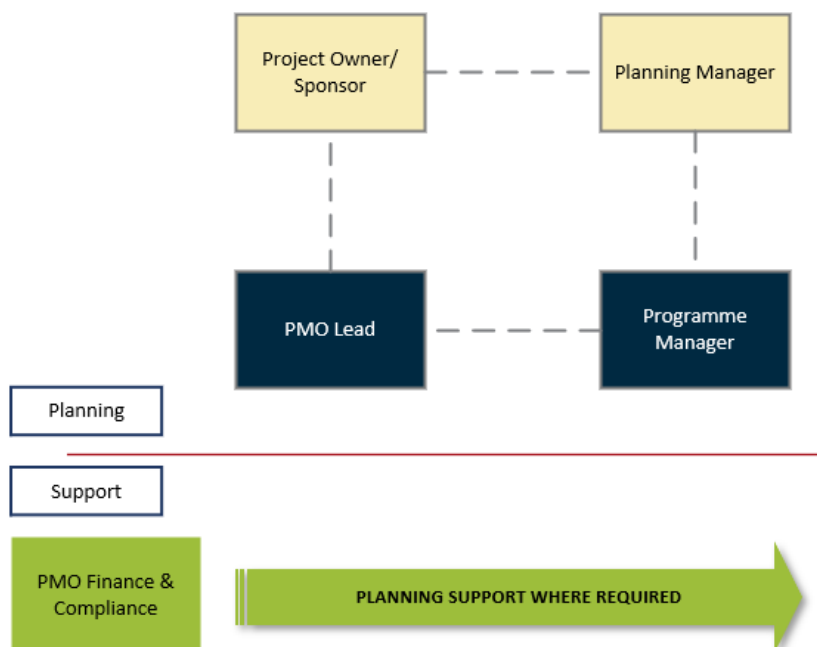 Project Owner/
Sponsor
Planning Manager
PMO Lead
Programme
Manager
Planning
Support
PMO Finance &
Compliance
PLANNING SUPPORT WHERE REQUIRED